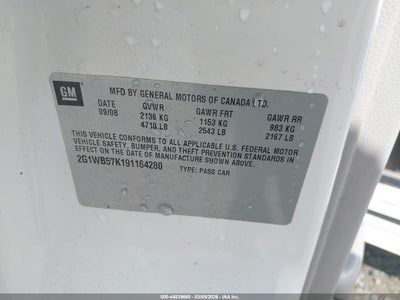 GM
MFD BY GENERAL MOTORS OF CANADA LTD.
DATE GVWR GAWR FRT GAWR RR
09/08 2136 KG 1153 KG 983 KG
4710 LB 2543 LB 2167 LB
THIS VEHICLE CONFORMS TO ALL APPLICABLE U.S. FEDERAL MOTOR
VEHICLE SAFETY, BUMPER, AND THEFT PREVENTION STANDARDS IN
EFFECT ON THE DATE OF MANUFACTURE SHOWN ABOVE.
2G1WB57K191164280 TYPE: PASS CAR